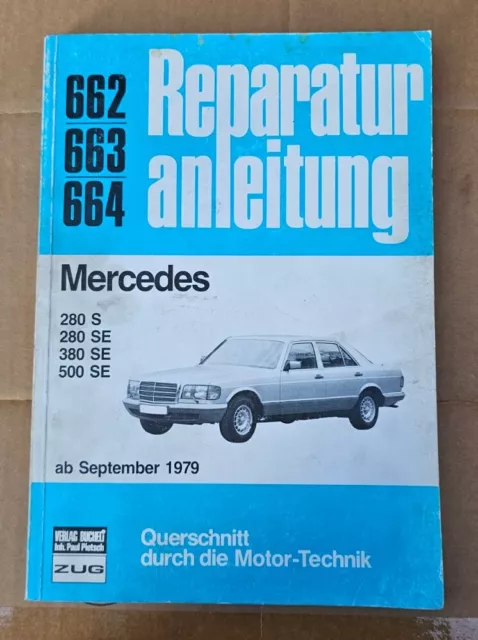 662
663
664
Reparatur
anleitung
Mercedes
280 S
280 SE
380 SE
500 SE
ab September 1979
VERLAG BUCHELI
Inh. Paul Pietsch
ZUG
Querschnitt
durch die Motor-Technik